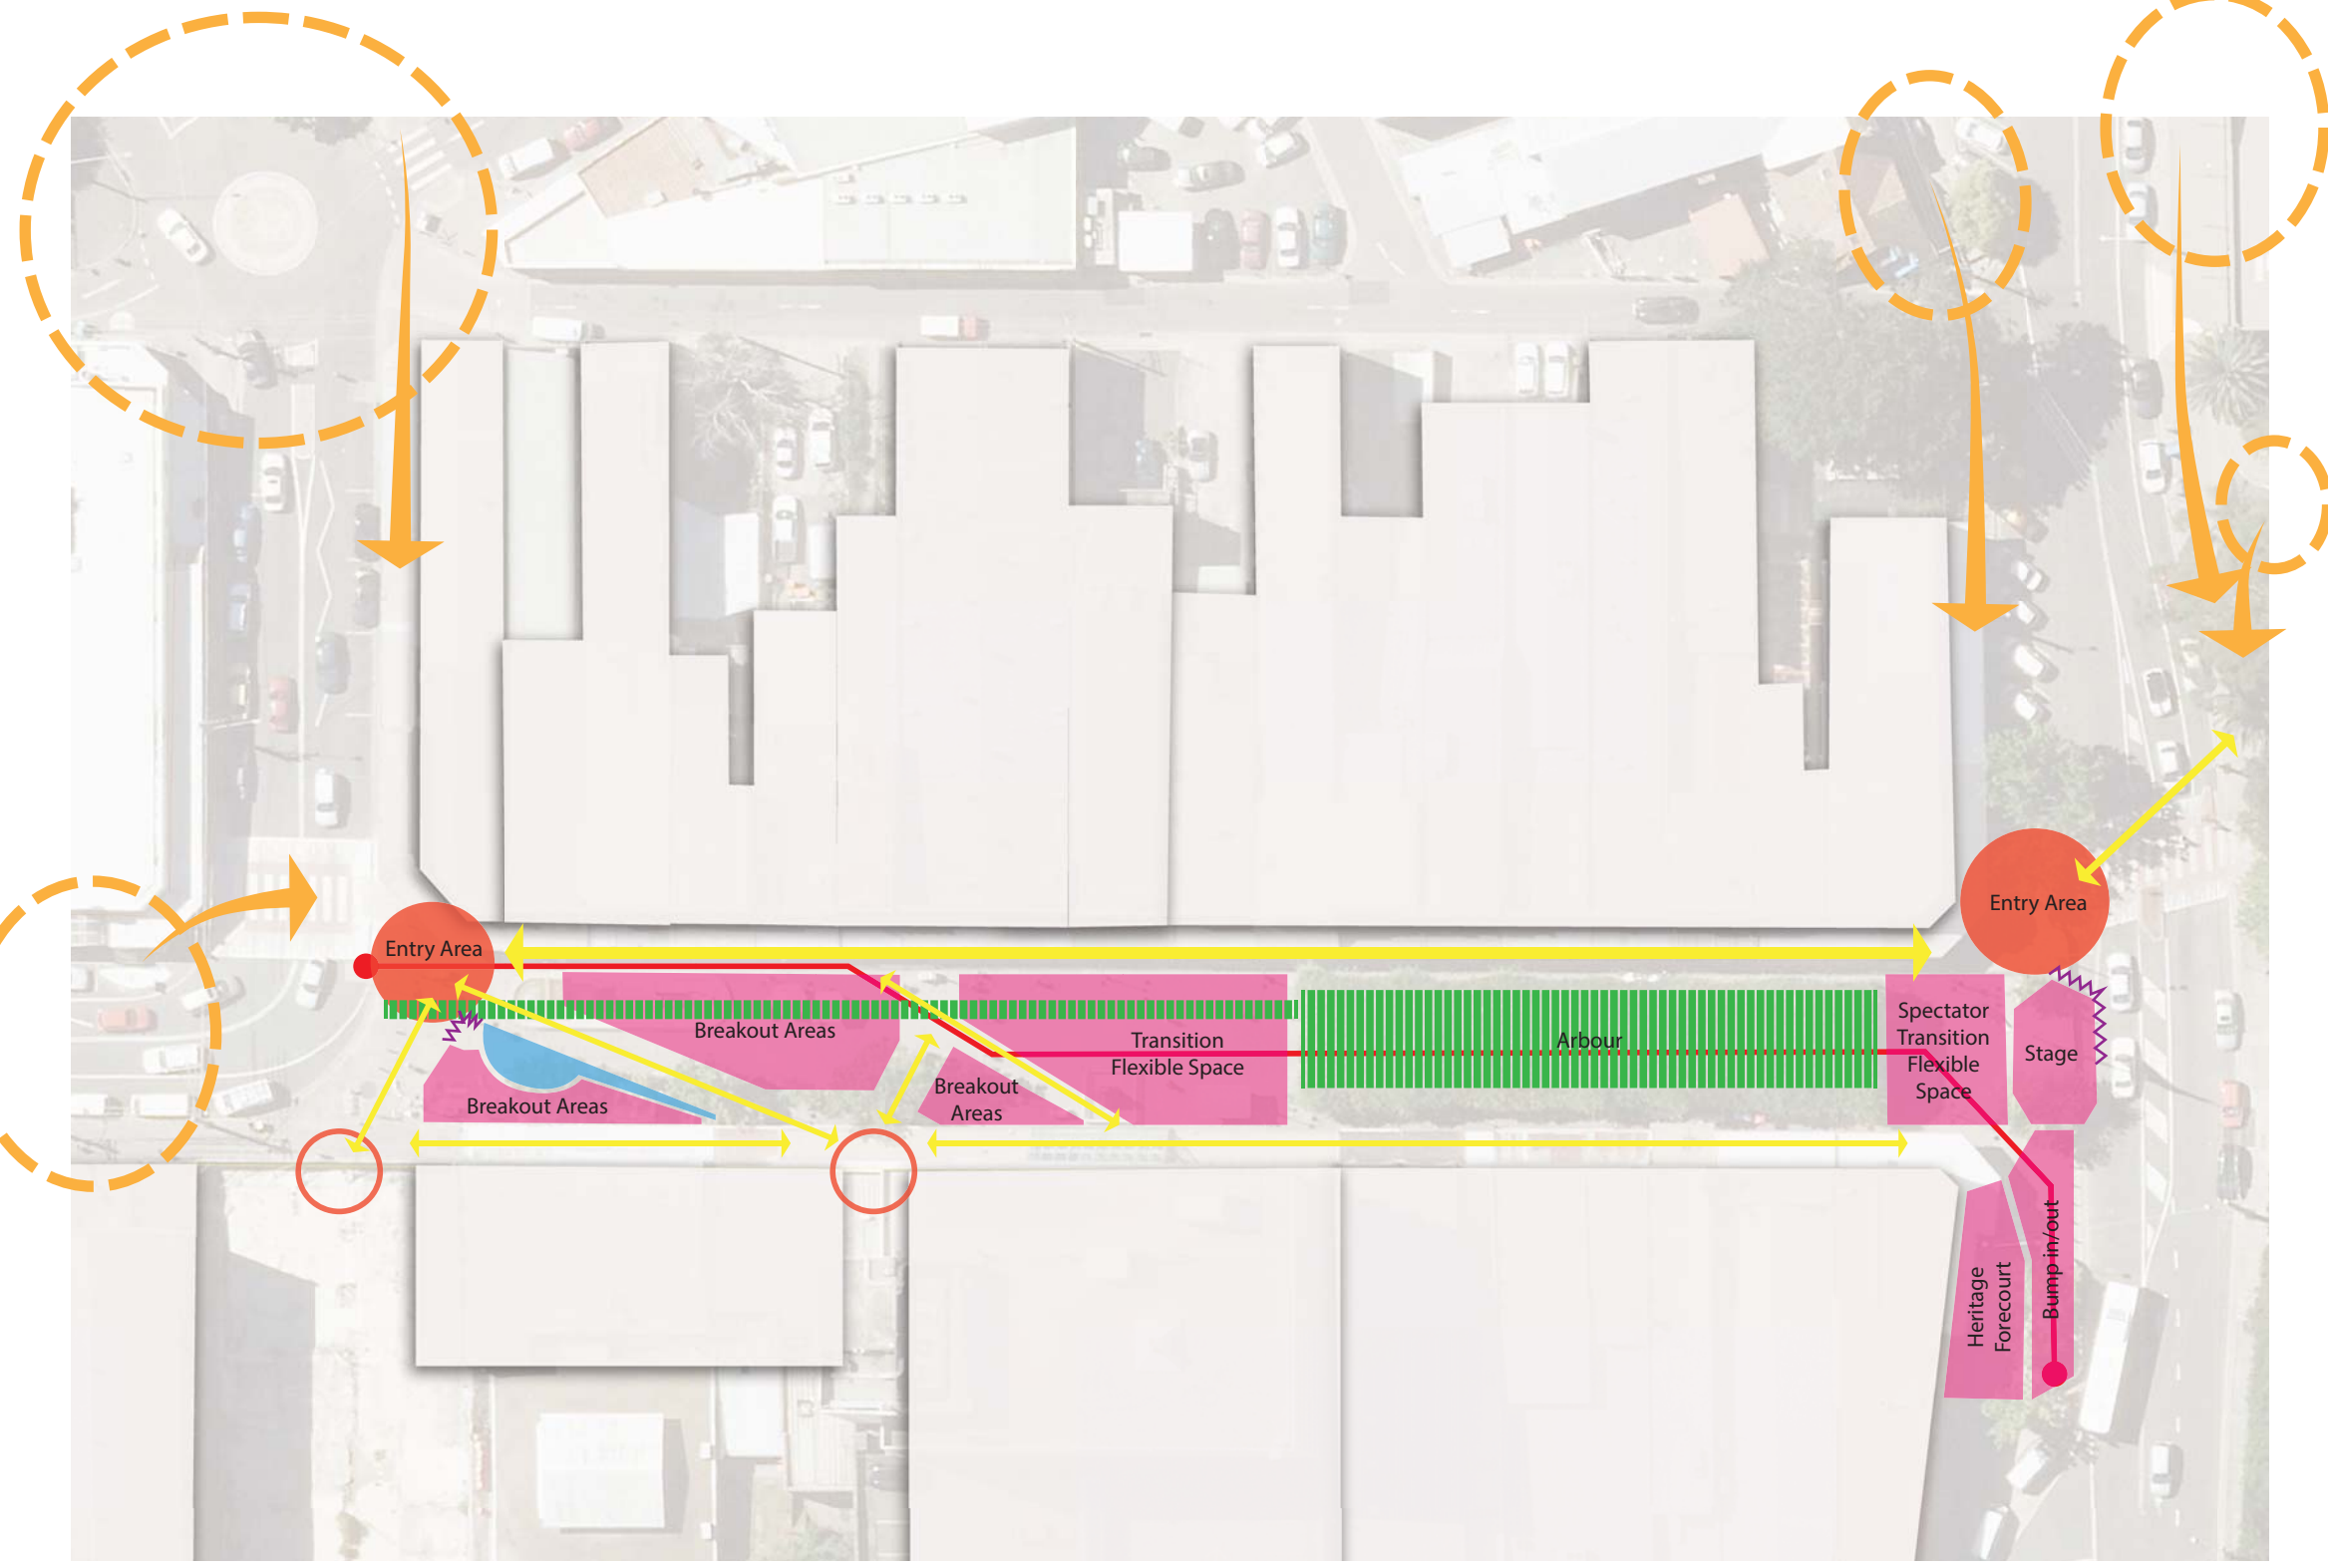 Entry Area
Entry Area
Breakout Areas
Breakout Areas
Breakout
Areas
Transition
Flexible Space
Arbour
Spectator
Transition
Flexible
Space
Stage
Heritage
Forecourt
Bump in/out